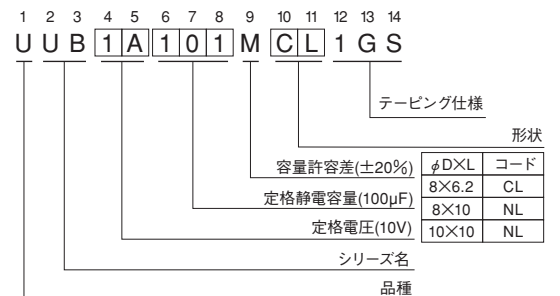 1 2 3 4 5 6 7 8 9 10 11 12 13 14
U U B 1 A 1 0 1 M C L 1 G S
テーピング仕様
形状
容量許容差(±20%)
φD×L コード
8×6.2 CL
定格静電容量(100μF)
8×10 NL
定格電圧(10V)
10×10 NL
シリーズ名
品種